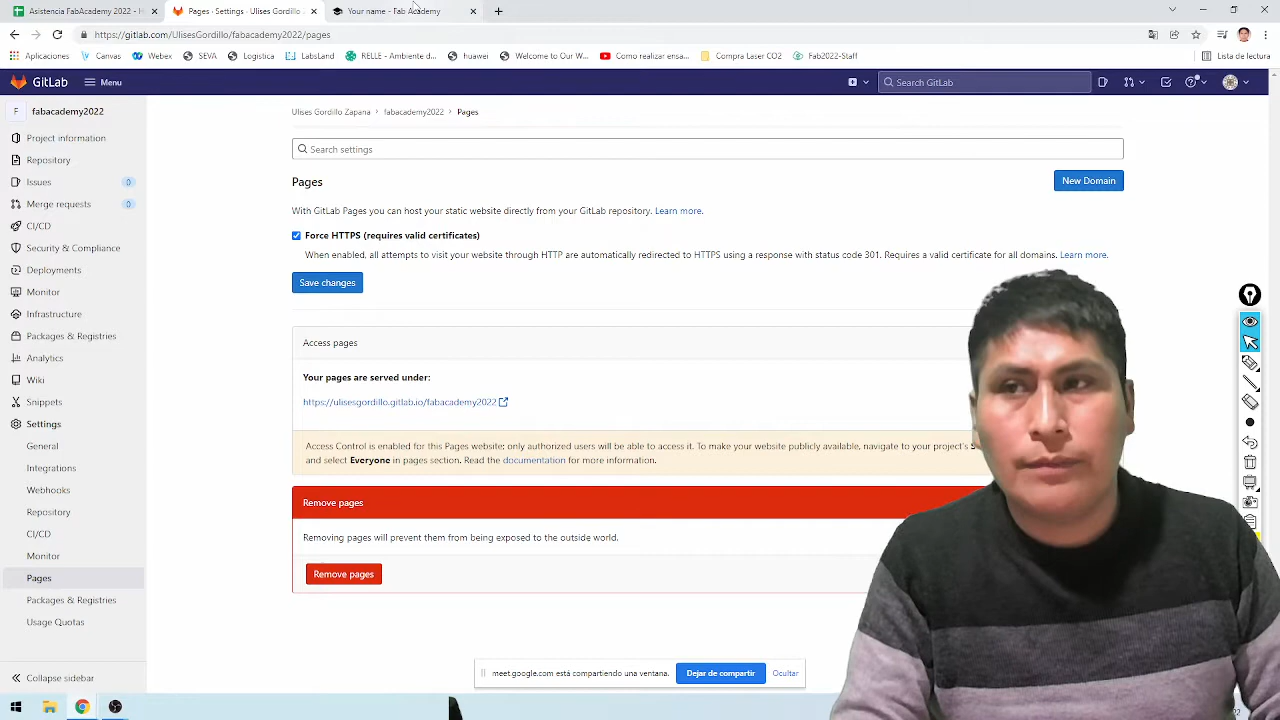 Asistencia FabAcademy 2022 - H
Pages · Settings · Ulises Gordillo
Your name - Fab Academy
https://gitlab.com/UlisesGordillo/fabacademy2022/pages
Aplicaciones
Canvas
Webex
SEVA
Logistica
LabsLand
RELLE - Ambiente d...
huawei
Welcome to Our W...
Como realizar ensa...
Compra Laser CO2
Fab2022-Staff
Lista de lectura
GitLab
Menu
Search GitLab
F fabacademy2022
Project information
Repository
Issues 0
Merge requests 0
CI/CD
Security & Compliance
Deployments
Monitor
Infrastructure
Packages & Registries
Analytics
Wiki
Snippets
Settings
General
Integrations
Webhooks
Repository
CI/CD
Monitor
Pages
Packages & Registries
Usage Quotas
Collapse sidebar
Ulises Gordillo Zapana › fabacademy2022 › Pages
Search settings
Pages
New Domain
With GitLab Pages you can host your static website directly from your GitLab repository. Learn more.
Force HTTPS (requires valid certificates)
When enabled, all attempts to visit your website through HTTP are automatically redirected to HTTPS using a response with status code 301. Requires a valid certificate for all domains. Learn more.
Save changes
Access pages
Your pages are served under:
https://ulisesgordillo.gitlab.io/fabacademy2022
Access Control is enabled for this Pages website; only authorized users will be able to access it. To make your website publicly available, navigate to your project's
and select Everyone in pages section. Read the documentation for more information.
Remove pages
Removing pages will prevent them from being exposed to the outside world.
Remove pages
meet.google.com está compartiendo una ventana.
Dejar de compartir
Ocultar